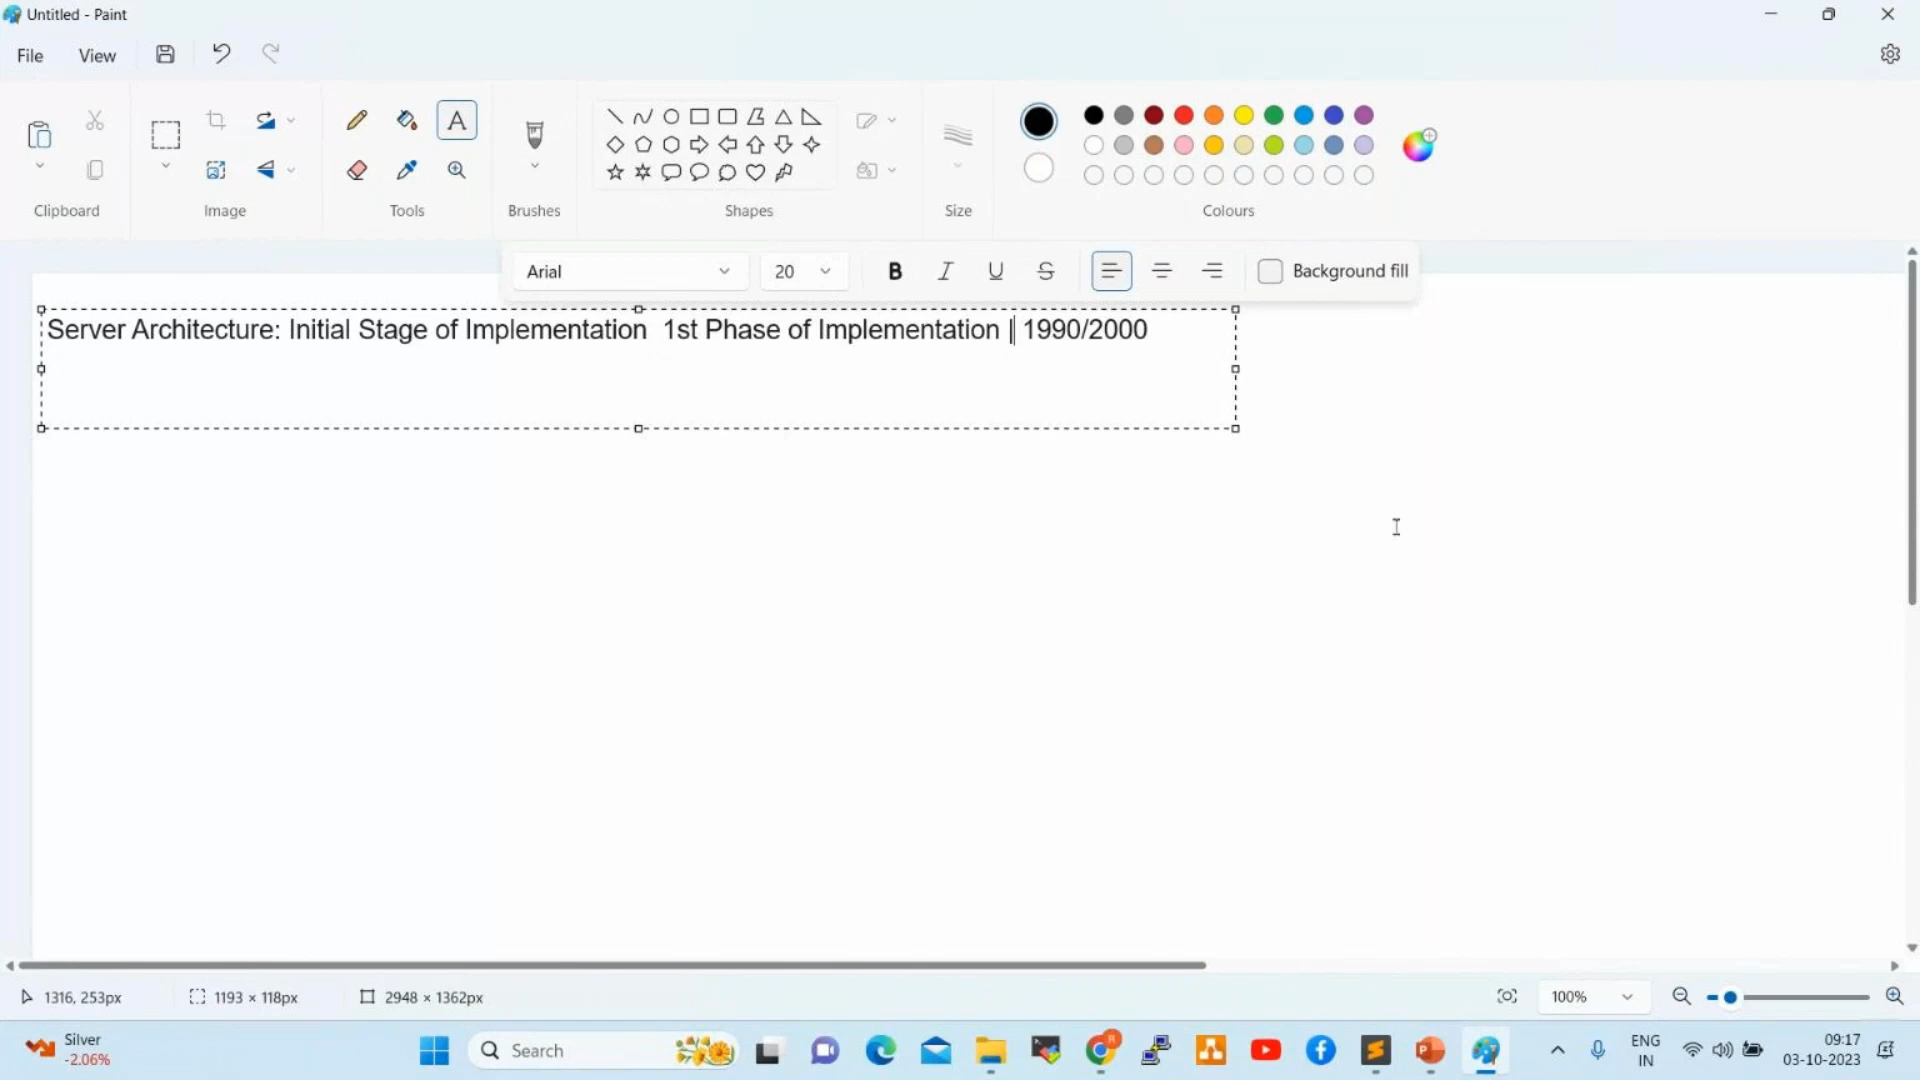 Untitled - Paint
File View
Clipboard Image Tools Brushes Shapes Size Colours
Arial 20 B I U S Background fill
Server Architecture: Initial Stage of Implementation  1st Phase of Implementation | 1990/2000
1316, 253px 1193 × 118px 2948 × 1362px 100%
Silver
-2.06%
Search
ENG
IN
09:17
03-10-2023